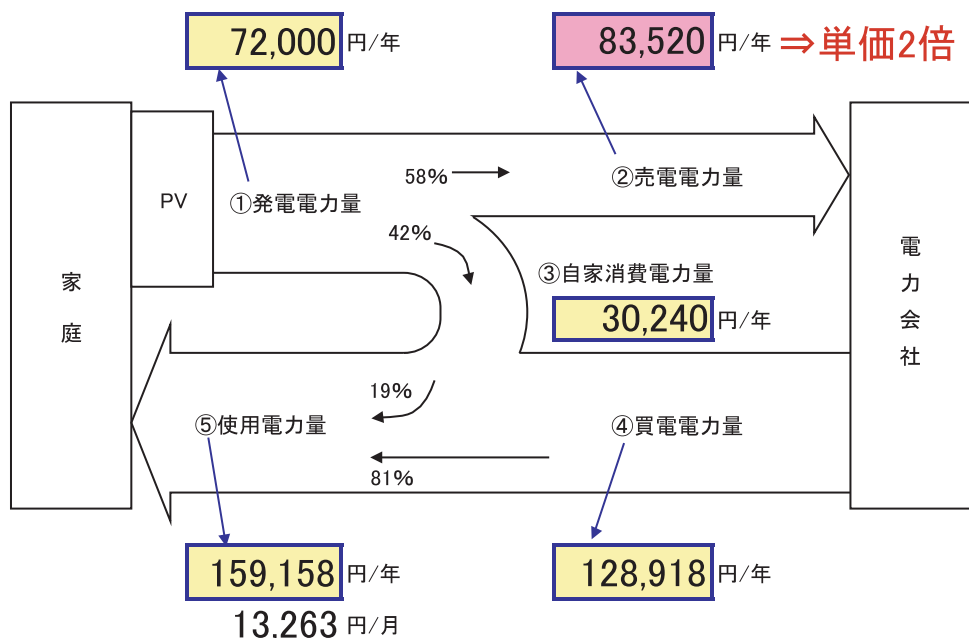 72,000 円/年
83,520 円/年 ⇒単価2倍
PV
①発電電力量
58%
②売電電力量
42%
③自家消費電力量
30,240 円/年
家庭
電力会社
19%
⑤使用電力量
④買電電力量
81%
159,158 円/年
128,918 円/年
13,263 円/月